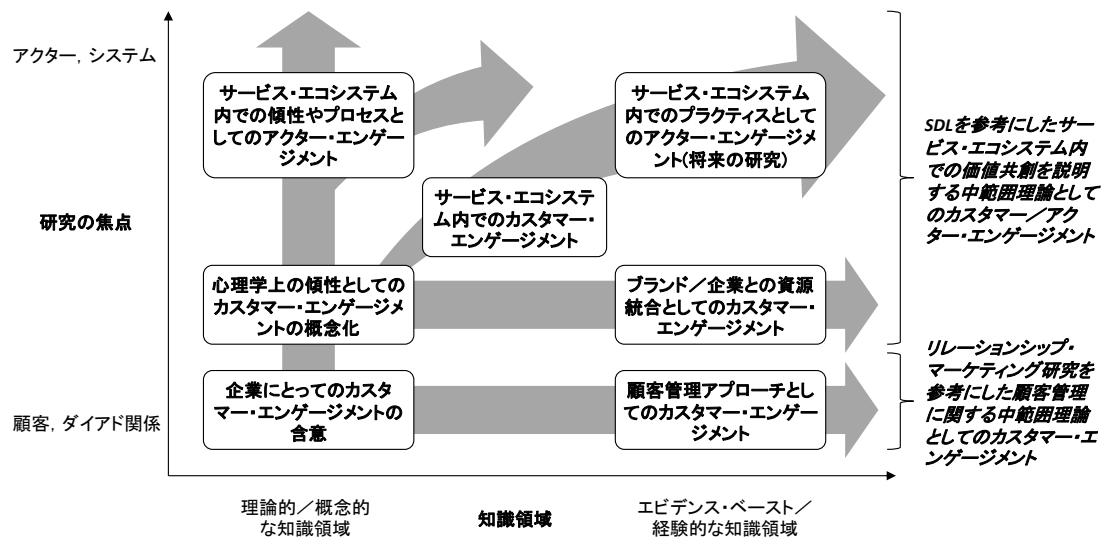 アクター, システム
サービス・エコシステム
内での傾性やプロセスと
してのアクター・エンゲー
ジメント
サービス・エコシステム
内でのプラクティスとして
のアクター・エンゲージメ
ント(将来の研究)
SDLを参考にしたサー
ビス・エコシステム内
での価値共創を説明
する中範囲理論として
のカスタマー／アク
ター・エンゲージメント
研究の焦点
サービス・エコシステ
ム内でのカスタマー・
エンゲージメント
心理学上の傾性としての
カスタマー・エンゲージメ
ントの概念化
ブランド／企業との資源
統合としてのカスタマー・
エンゲージメント
顧客, ダイアド関係
企業にとってのカスタ
マー・エンゲージメントの
含意
顧客管理アプローチとし
てのカスタマー・エンゲー
ジメント
リレーションシップ・
マーケティング研究を
参考にした顧客管理
に関する中範囲理論
としてのカスタマー・エ
ンゲージメント
理論的／概念的
な知識領域
知識領域
エビデンス・ベースト／
経験的な知識領域